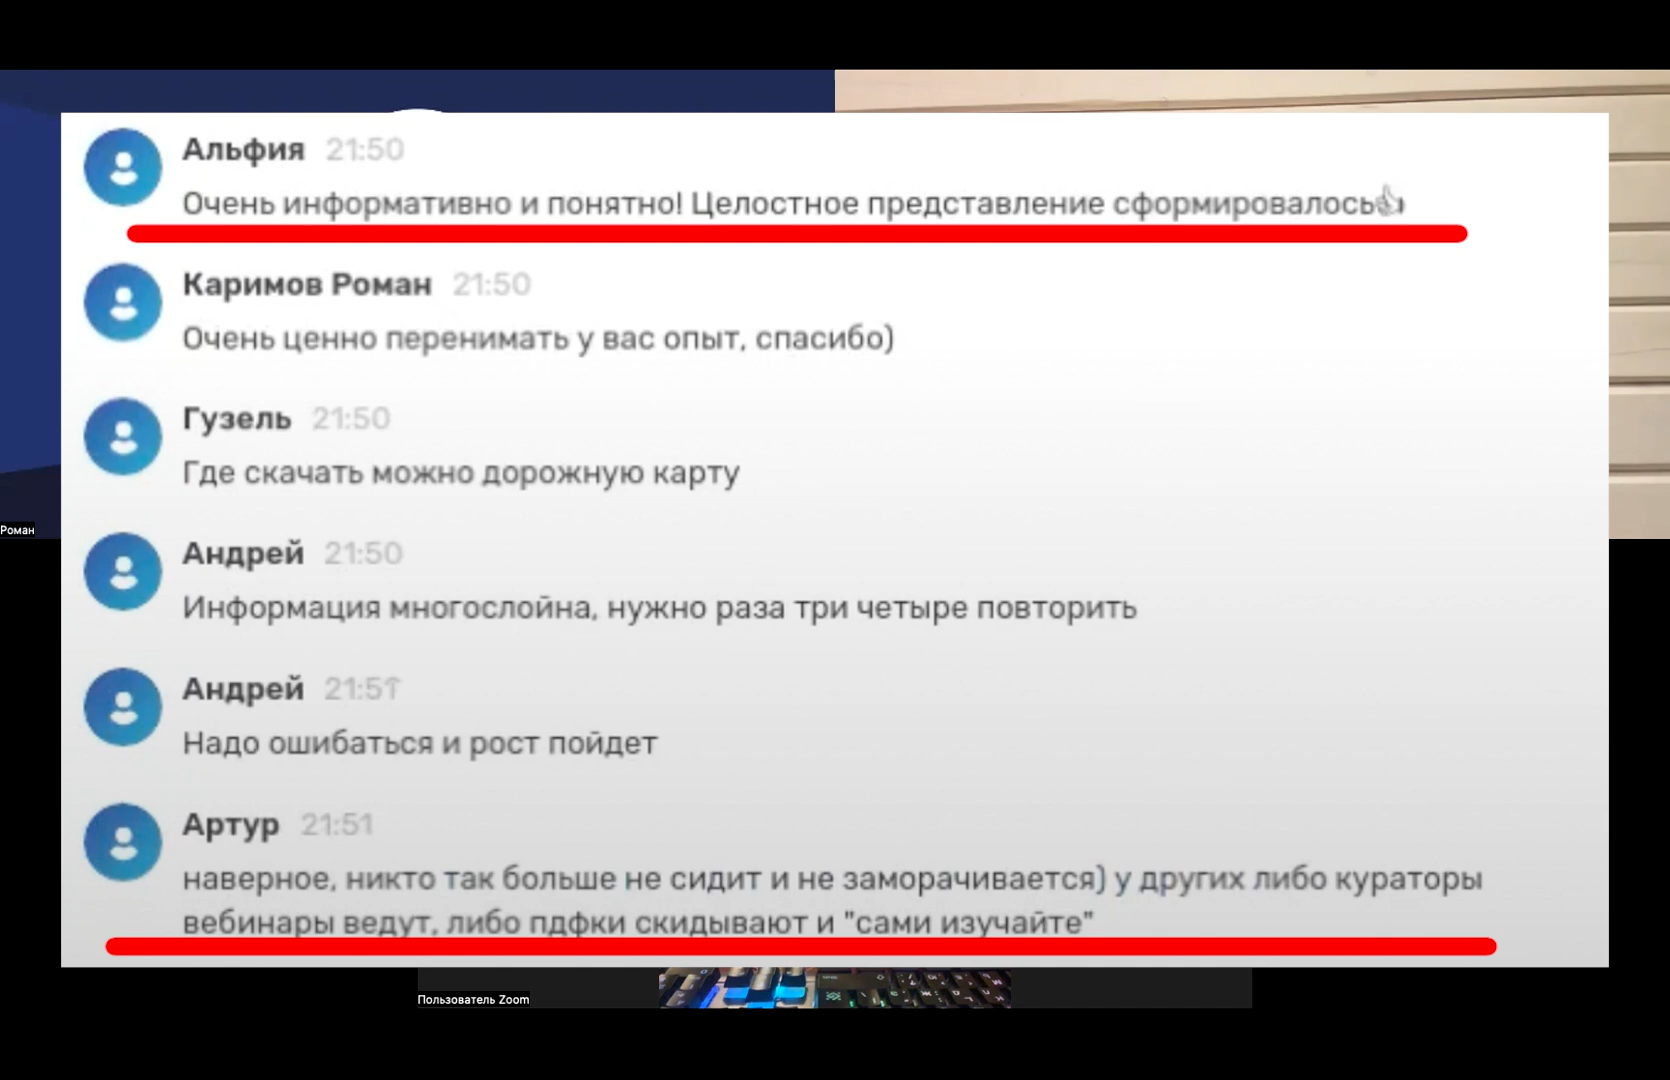 Альфия 21:50
Очень информативно и понятно! Целостное представление сформировалось👍
Каримов Роман 21:50
Очень ценно перенимать у вас опыт, спасибо)
Гузель 21:50
Где скачать можно дорожную карту
Андрей 21:50
Информация многослойна, нужно раза три четыре повторить
Андрей 21:51
Надо ошибаться и рост пойдет
Артур 21:51
наверное, никто так больше не сидит и не заморачивается) у других либо кураторы
вебинары ведут, либо пдфки скидывают и "сами изучайте"
Роман
Пользователь Zoom